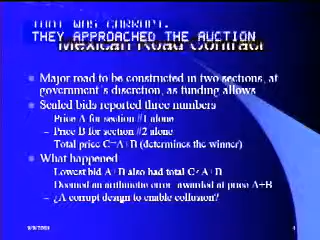 THAT WAS CORRUPT.
THEY APPROACHED THE AUCTION
Mexican Road Contract
Major road to be constructed in two sections, at
government's discretion, as funding allows
Sealed bids reported three numbers
– Price A for section #1 alone
– Price B for section #2 alone
– Total price C=A+B (determines the winner)
What happened
– Lowest bid A+B also had total C<A+B
– Deemed an arithmetic error, awarded at price A+B
– ¿A corrupt design to enable collusion?